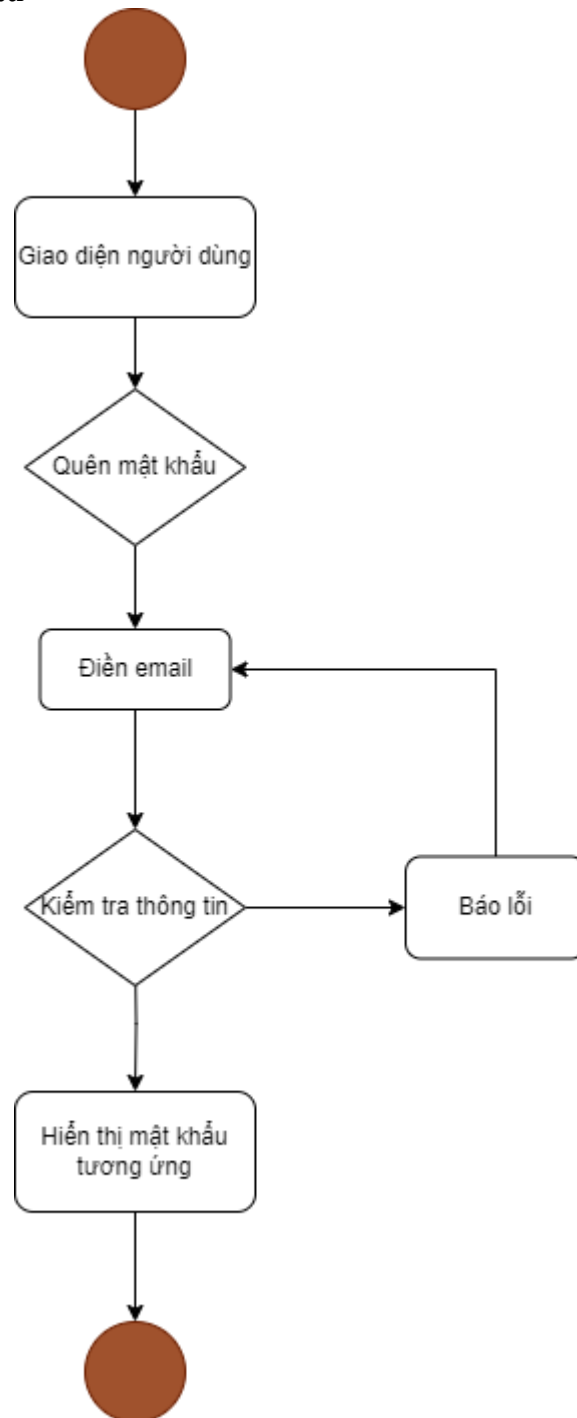 Giao diện người dùng
Quên mật khẩu
Điền email
Kiểm tra thông tin
Báo lỗi
Hiển thị mật khẩu
tương ứng